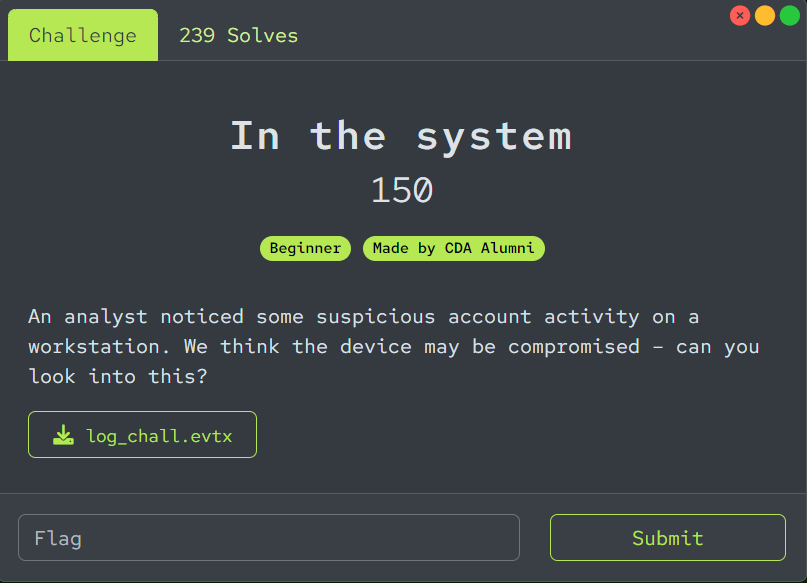 Challenge 239 Solves
In the system
150
Beginner Made by CDA Alumni
An analyst noticed some suspicious account activity on a
workstation. We think the device may be compromised – can you
look into this?
log_chall.evtx
Flag Submit